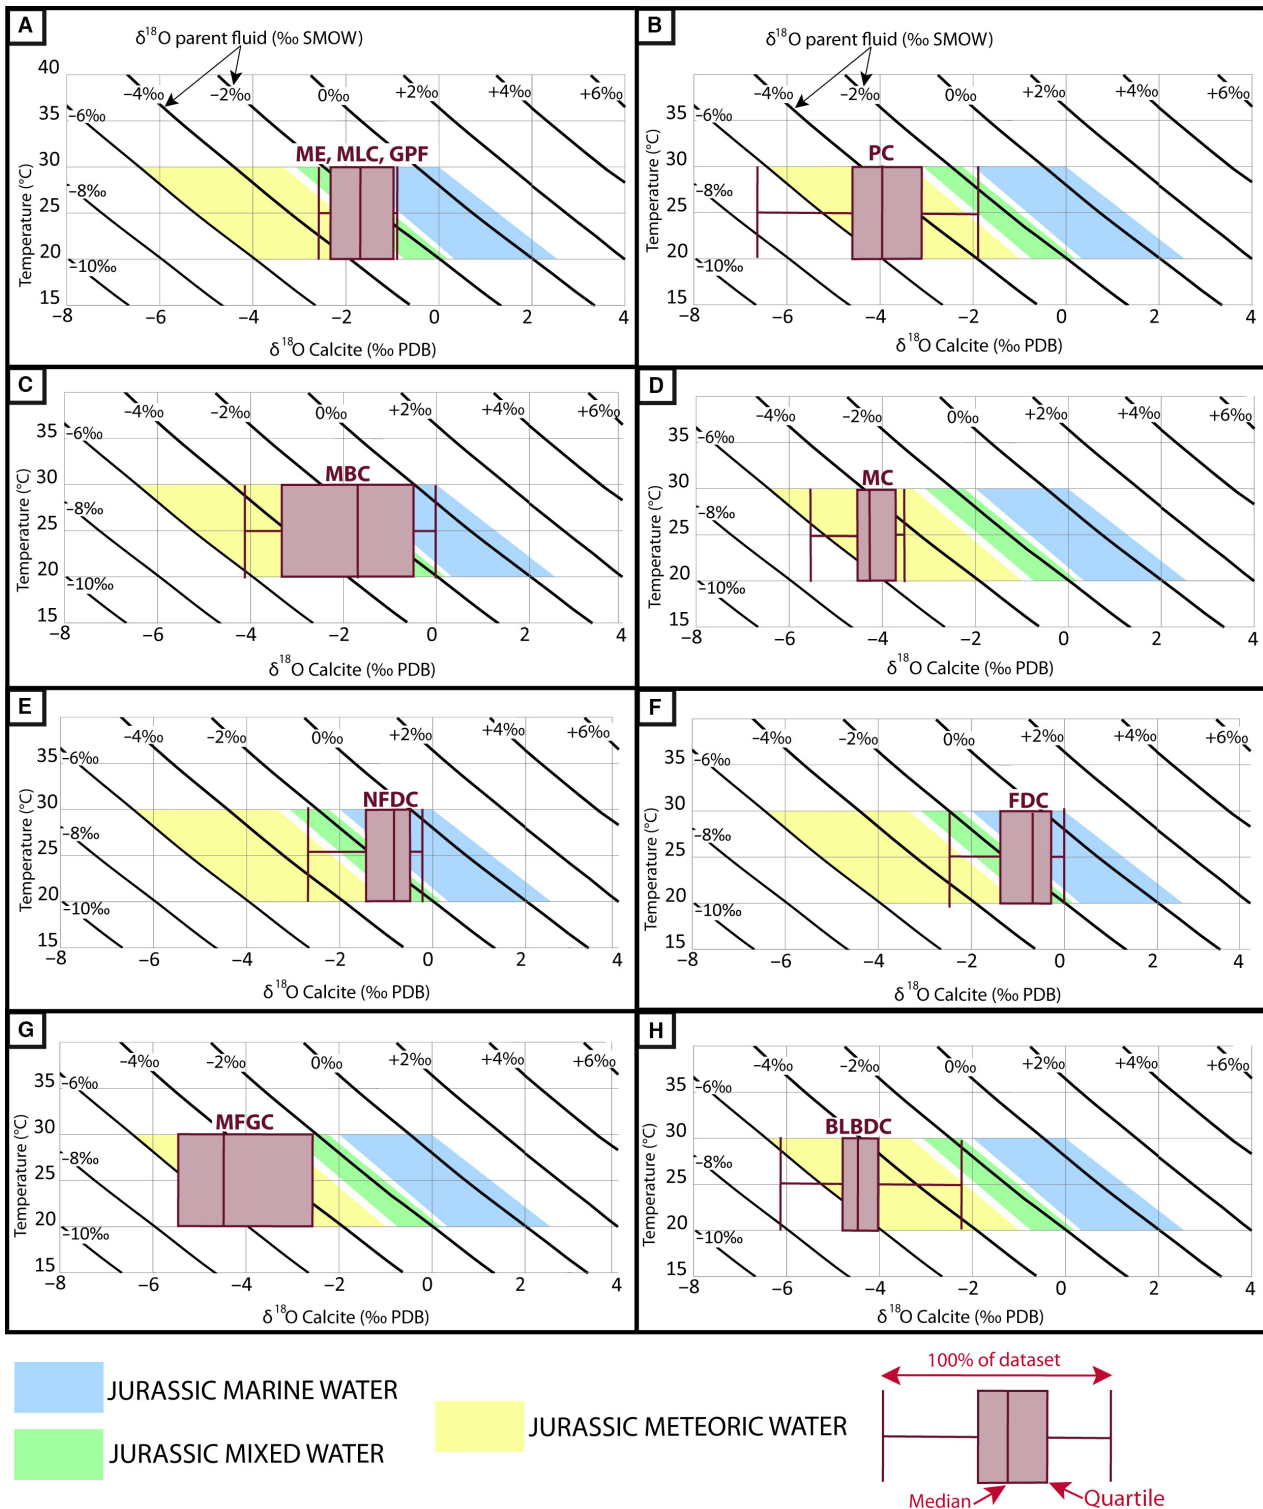 A
δ18O parent fluid (‰ SMOW)
40
35
30
25
20
15
–4‰ –2‰ 0‰ +2‰ +4‰ +6‰
–6‰
–8‰
–10‰
ME, MLC, GPF
Temperature (°C)
–8 –6 –4 –2 0 2 4
δ18O Calcite (‰ PDB)
B
δ18O parent fluid (‰ SMOW)
35
30
25
20
15
–4‰ –2‰ 0‰ +2‰ +4‰ +6‰
–6‰
–8‰
–10‰
PC
Temperature (°C)
–8 –6 –4 –2 0 2 4
δ18O Calcite (‰ PDB)
C
35
30
25
20
15
–4‰ –2‰ 0‰ +2‰ +4‰ +6‰
–6‰
–8‰
–10‰
MBC
Temperature (°C)
–8 –6 –4 –2 0 2 4
δ18O Calcite (‰ PDB)
D
35
30
25
20
15
–4‰ –2‰ 0‰ +2‰ +4‰ +6‰
–6‰
–8‰
–10‰
MC
Temperature (°C)
–8 –6 –4 –2 0 2 4
δ18O Calcite (‰ PDB)
E
35
30
25
20
15
–4‰ –2‰ 0‰ +2‰ +4‰ +6‰
–6‰
–8‰
–10‰
NFDC
Temperature (°C)
–8 –6 –4 –2 0 2 4
δ18O Calcite (‰ PDB)
F
35
30
25
20
15
–4‰ –2‰ 0‰ +2‰ +4‰ +6‰
–6‰
–8‰
–10‰
FDC
Temperature (°C)
–8 –6 –4 –2 0 2 4
δ18O Calcite (‰ PDB)
G
35
30
25
20
15
–4‰ –2‰ 0‰ +2‰ +4‰ +6‰
–6‰
–8‰
–10‰
MFGC
Temperature (°C)
–8 –6 –4 –2 0 2 4
δ18O Calcite (‰ PDB)
H
35
30
25
20
15
–4‰ –2‰ 0‰ +2‰ +4‰ +6‰
–6‰
–8‰
–10‰
BLBDC
Temperature (°C)
–8 –6 –4 –2 0 2 4
δ18O Calcite (‰ PDB)
JURASSIC MARINE WATER
JURASSIC MIXED WATER
JURASSIC METEORIC WATER
100% of dataset
Median
Quartile